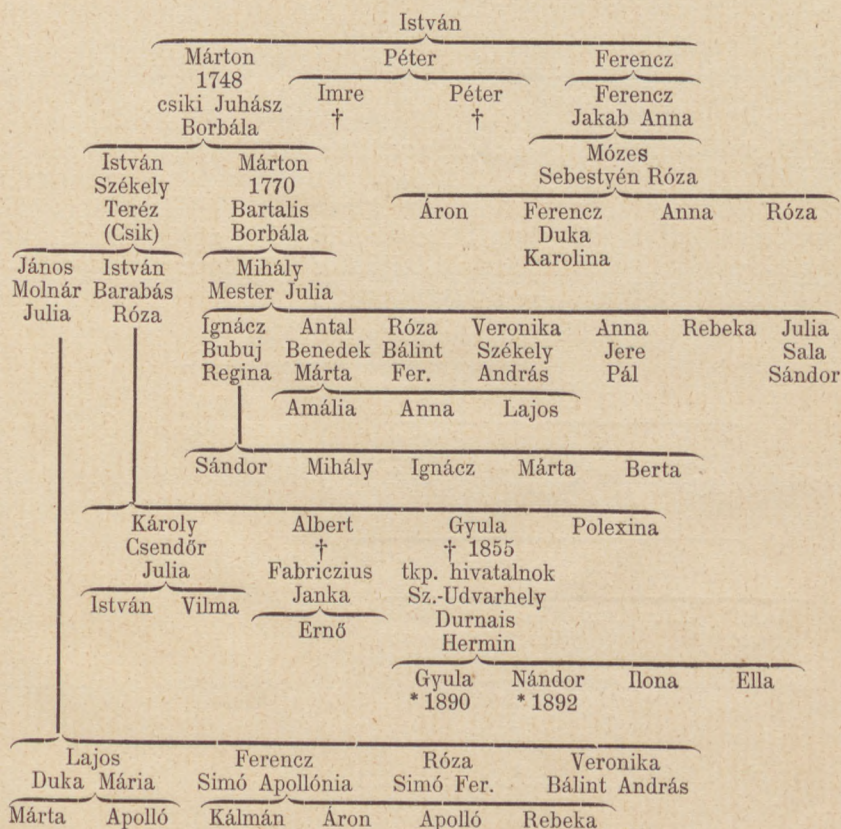 István
Márton Péter Ferencz
1748
csiki Juhász
Borbála
Imre Péter
† †
Ferencz
Jakab Anna
Mózes
Sebestyén Róza
István Márton
Székely 1770
Teréz Bartalis
(Csik) Borbála
Áron Ferencz Anna Róza
Duka
Karolina
János István Mihály
Molnár Barabás Mester Julia
Julia Róza
Ignácz Antal Róza Veronika Anna Rebeka Julia
Bubuj Benedek Bálint Székely Jere Sala
Regina Márta Fer. András Pál Sándor
Amália Anna Lajos
Sándor Mihály Ignácz Márta Berta
Károly Albert Gyula Polexina
Csendőr † † 1855
Julia Fabriczius tkp. hivatalnok
Janka Sz.-Udvarhely
István Vilma Ernő Durnais
Hermin
Gyula Nándor Ilona Ella
* 1890 * 1892
Lajos Ferencz Róza Veronika
Duka Mária Simó Apollónia Simó Fer. Bálint András
Márta Apolló Kálmán Áron Apolló Rebeka